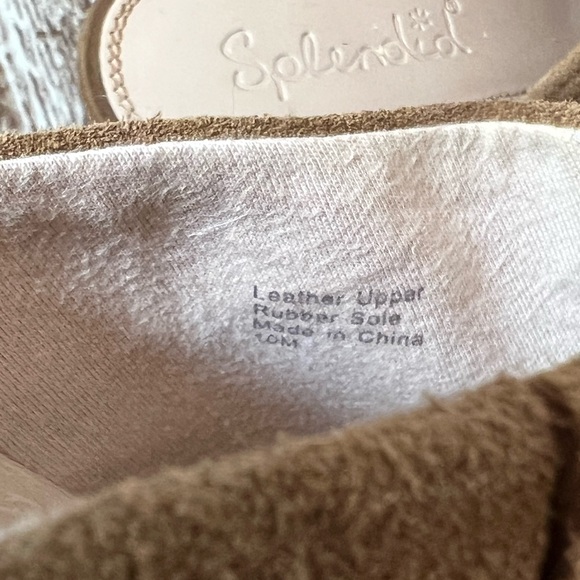 Splendid
Leather Upper
Rubber Sole
Made in China
10M